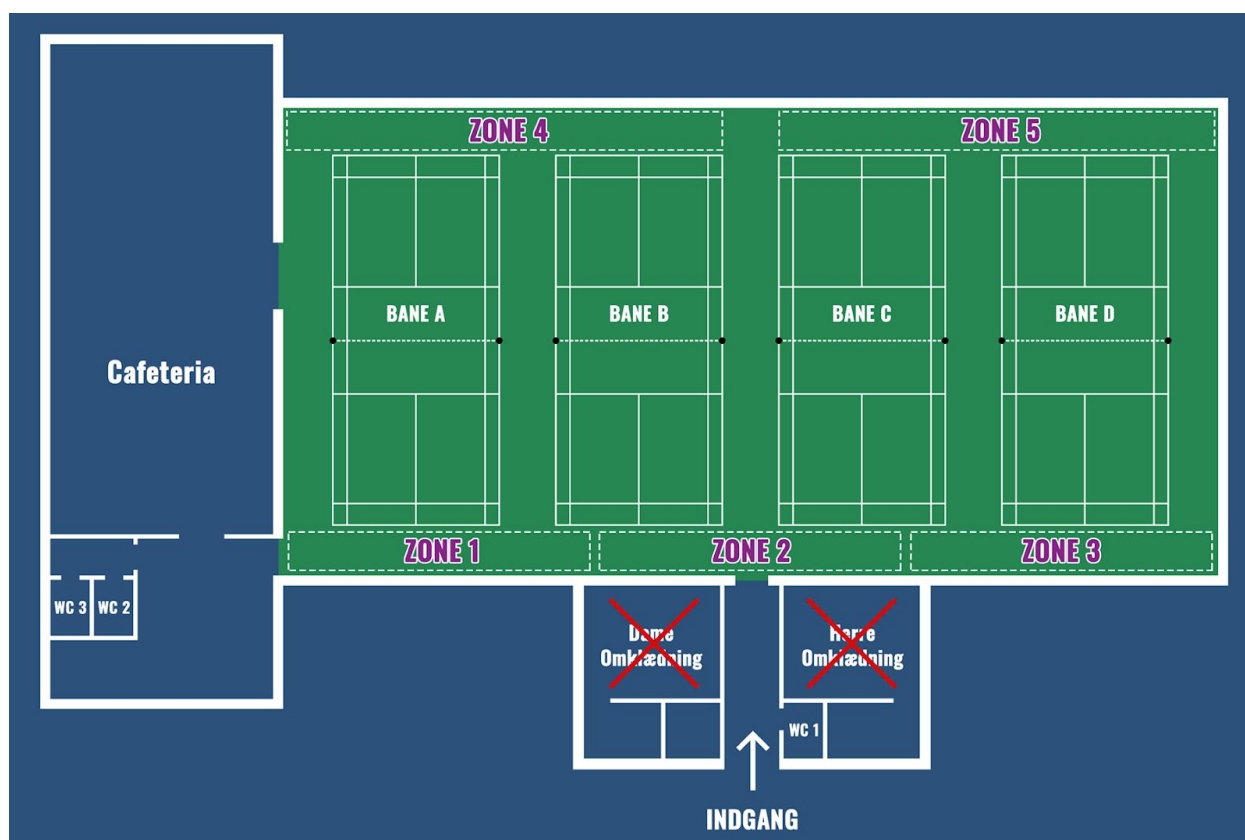 ZONE 4
ZONE 5
BANE A
BANE B
BANE C
BANE D
Cafeteria
ZONE 1
ZONE 2
ZONE 3
WC 3
WC 2
Dame
Omklædning
Herre
Omklædning
WC 1
INDGANG